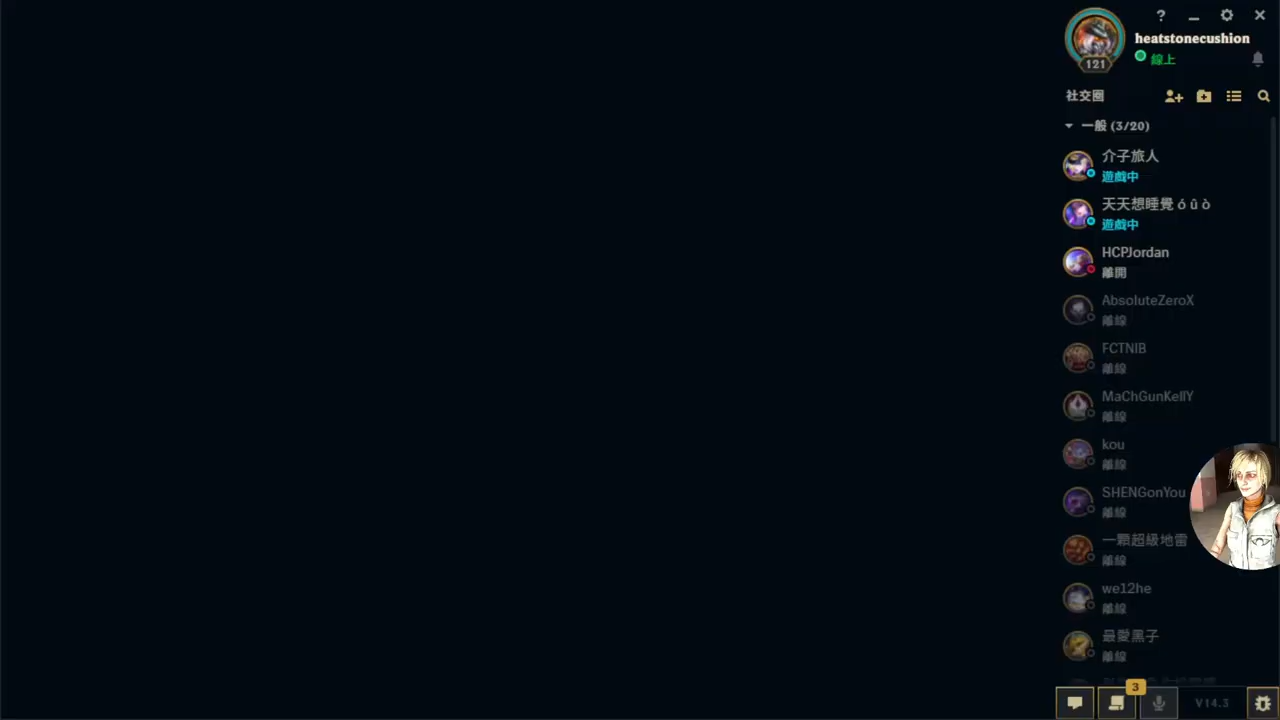 ?
heatstonecushion
121
線上
社交圈
一般 (3/20)
介子旅人
遊戲中
天天想睡覺 ó û ò
遊戲中
HCPJordan
離開
AbsoluteZeroX
離線
FCTNIB
離線
MaChGunKellY
離線
kou
離線
SHENGonYou
離線
一顆超級地雷
離線
we12he
離線
最愛黑子
離線
3
V14.3